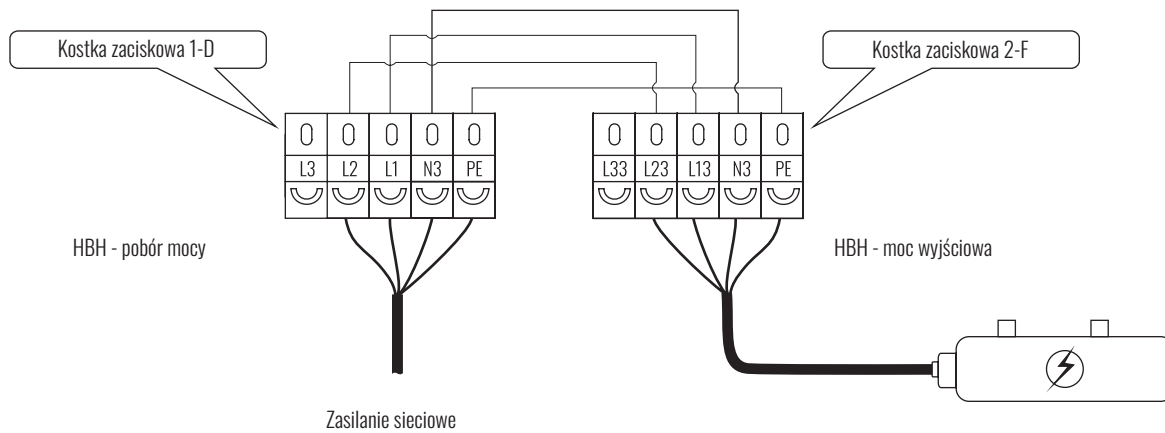 Kostka zaciskowa 1-D
Kostka zaciskowa 2-F
L3 L2 L1 N3 PE
L33 L23 L13 N3 PE
HBH - pobór mocy
HBH - moc wyjściowa
Zasilanie sieciowe